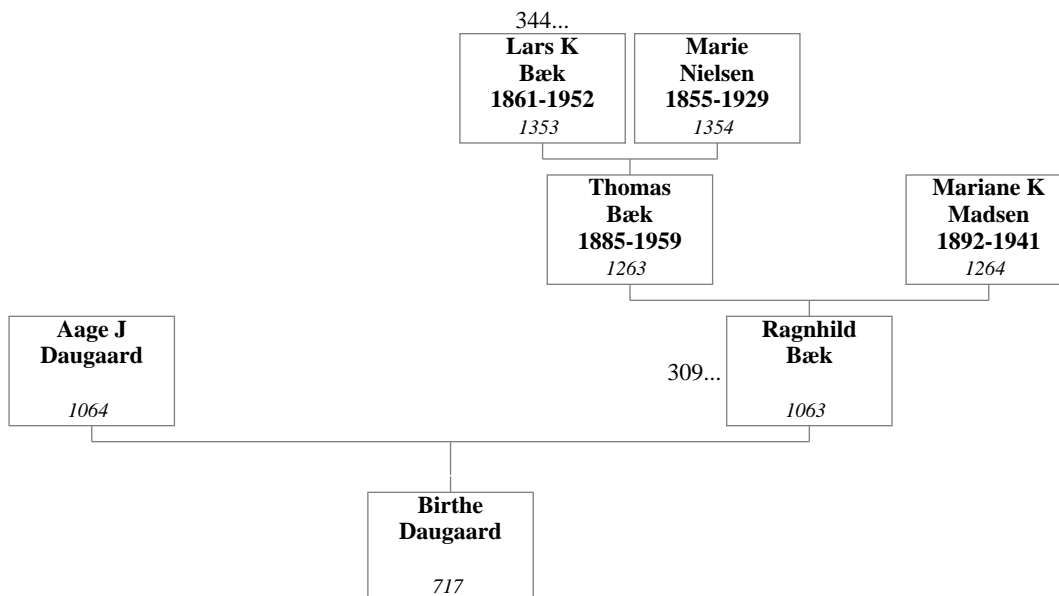 344...
Lars K
Bæk
1861-1952
1353
Marie
Nielsen
1855-1929
1354
Thomas
Bæk
1885-1959
1263
Mariane K
Madsen
1892-1941
1264
Aage J
Daugaard
1064
309...
Ragnhild
Bæk
1063
Birthe
Daugaard
717